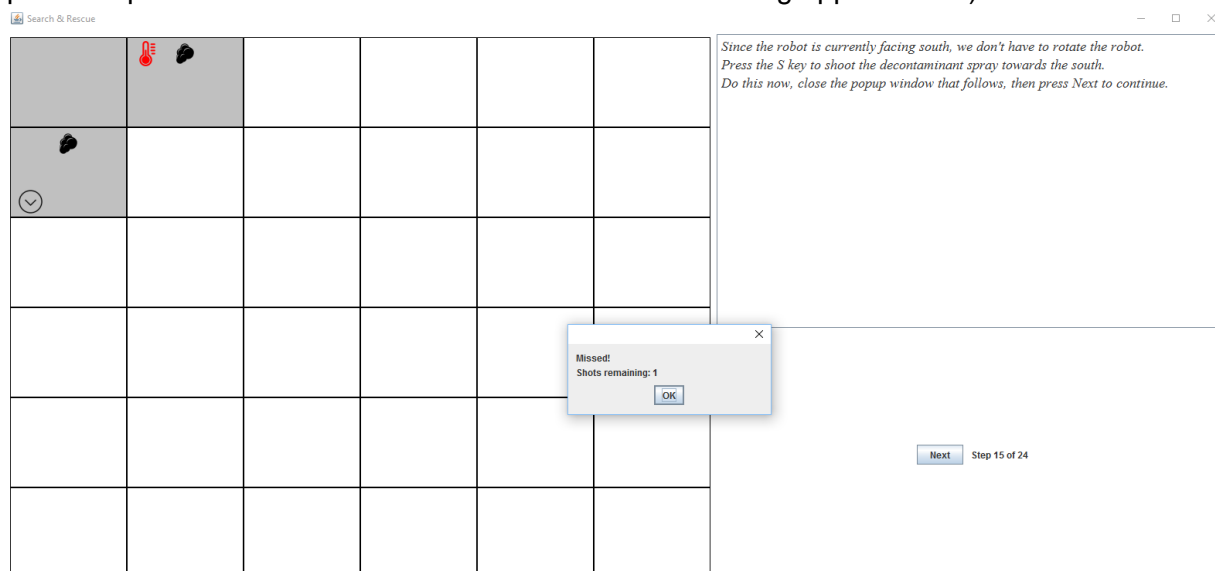 Search & Rescue
Since the robot is currently facing south, we don't have to rotate the robot.
Press the S key to shoot the decontaminant spray towards the south.
Do this now, close the popup window that follows, then press Next to continue.
Missed!
Shots remaining: 1
OK
Next Step 15 of 24